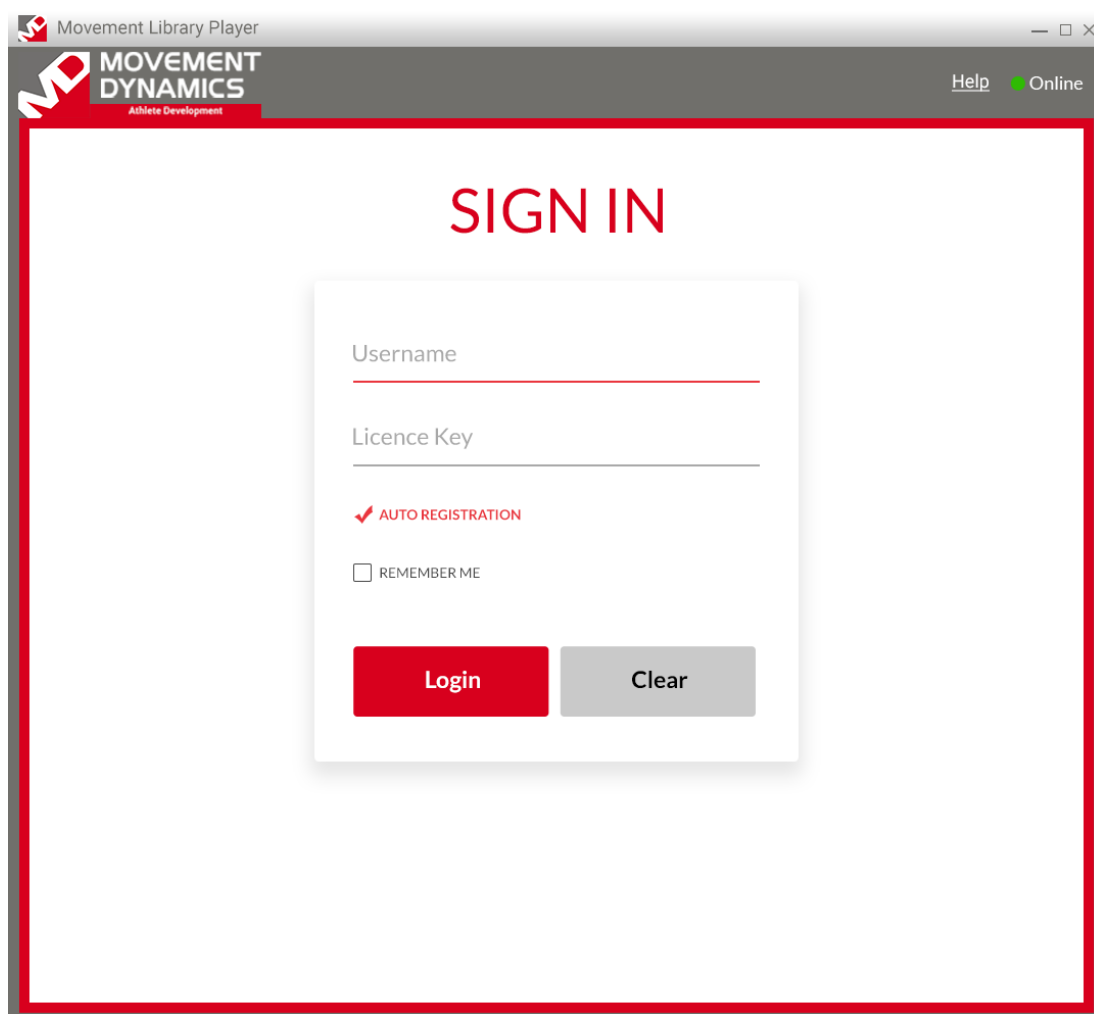 Movement Library Player
MOVEMENT
DYNAMICS
Athlete Development
Help Online
SIGN IN
Username
Licence Key
AUTO REGISTRATION
REMEMBER ME
Login Clear